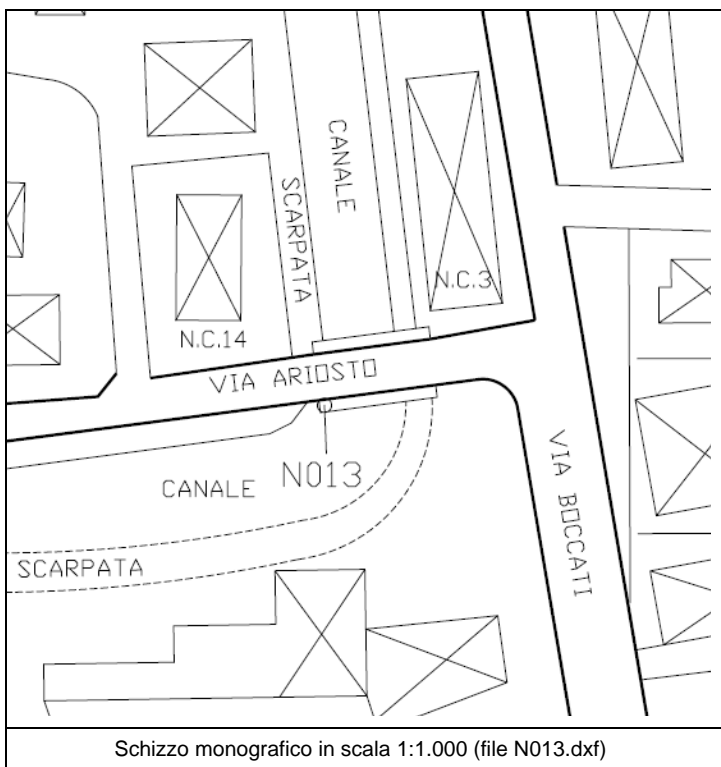 CANALE
SCARPATA
N.C.3
N.C.14
VIA ARIOSTO
VIA BOCCATI
CANALE
N013
SCARPATA
Schizzo monografico in scala 1:1.000 (file N013.dxf)